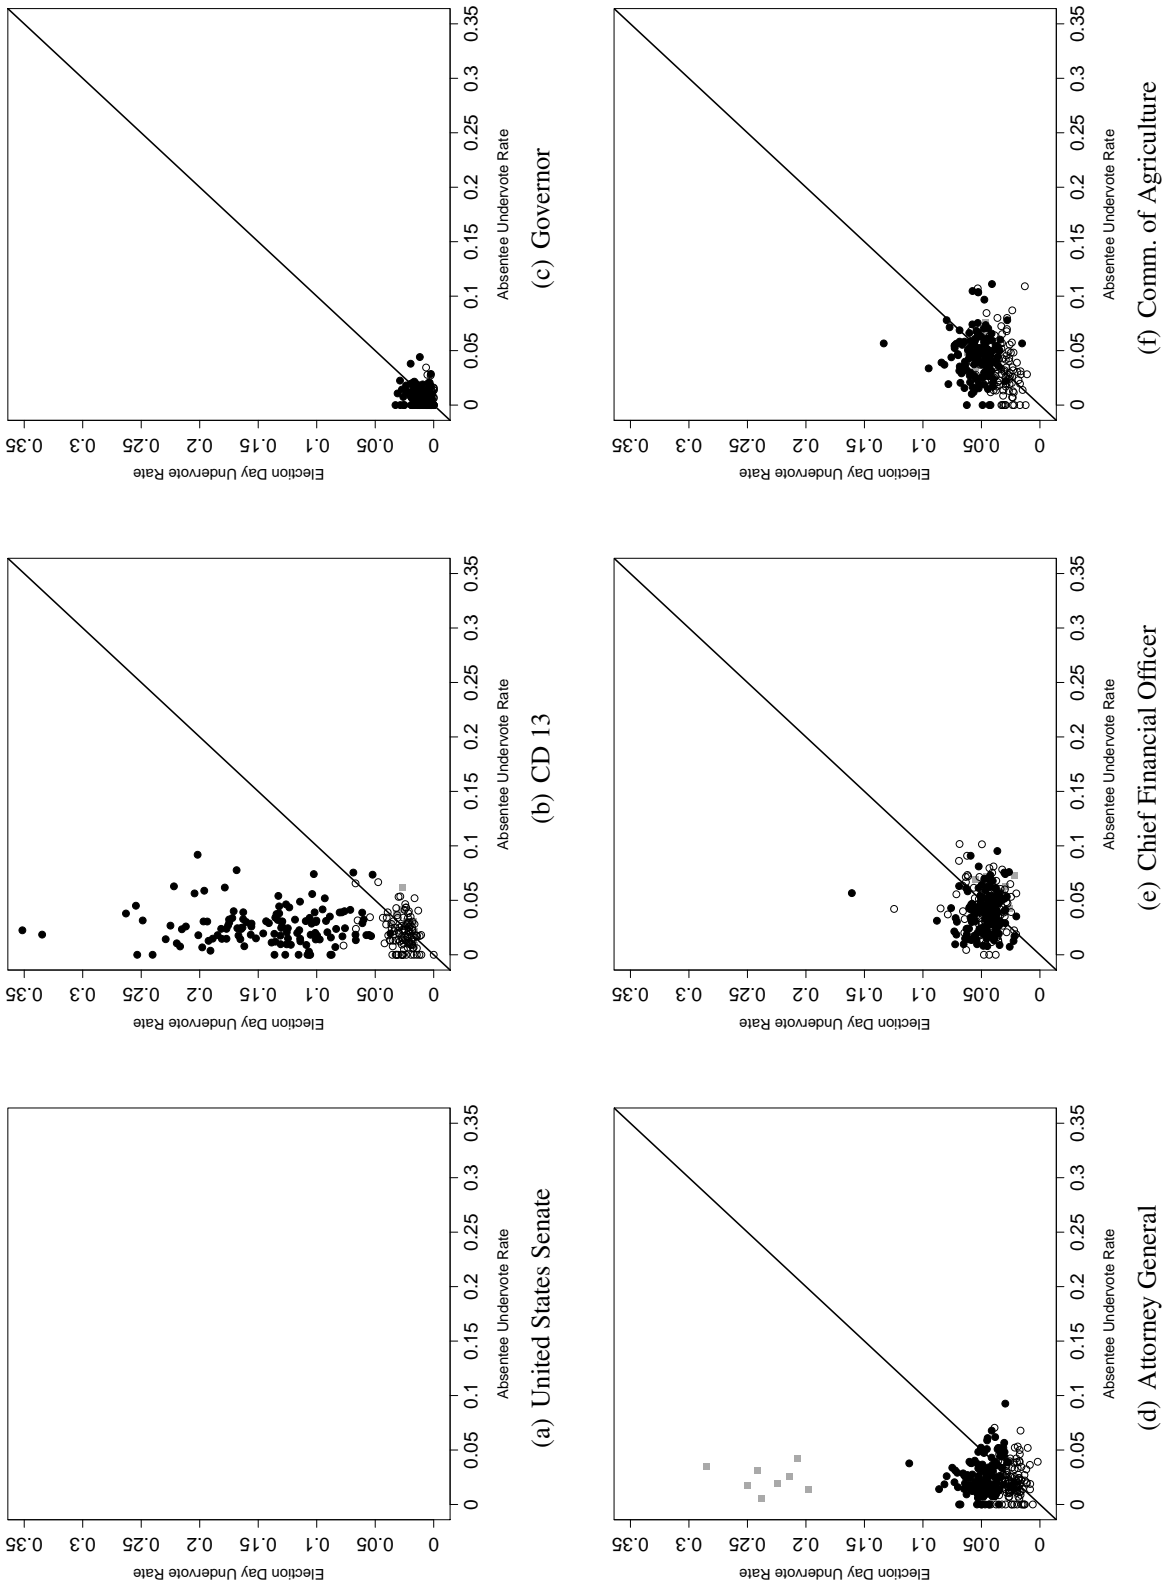 0.35
0.3
0.25
0.2
0.15
0.1
0.05
0
Election Day Undervote Rate
0 0.05 0.1 0.15 0.2 0.25 0.3 0.35
Absentee Undervote Rate
(a) United States Senate
0.35
0.3
0.25
0.2
0.15
0.1
0.05
0
Election Day Undervote Rate
0 0.05 0.1 0.15 0.2 0.25 0.3 0.35
Absentee Undervote Rate
(b) CD 13
0.35
0.3
0.25
0.2
0.15
0.1
0.05
0
Election Day Undervote Rate
0 0.05 0.1 0.15 0.2 0.25 0.3 0.35
Absentee Undervote Rate
(c) Governor
0.35
0.3
0.25
0.2
0.15
0.1
0.05
0
Election Day Undervote Rate
0 0.05 0.1 0.15 0.2 0.25 0.3 0.35
Absentee Undervote Rate
(d) Attorney General
0.35
0.3
0.25
0.2
0.15
0.1
0.05
0
Election Day Undervote Rate
0 0.05 0.1 0.15 0.2 0.25 0.3 0.35
Absentee Undervote Rate
(e) Chief Financial Officer
0.35
0.3
0.25
0.2
0.15
0.1
0.05
0
Election Day Undervote Rate
0 0.05 0.1 0.15 0.2 0.25 0.3 0.35
Absentee Undervote Rate
(f) Comm. of Agriculture